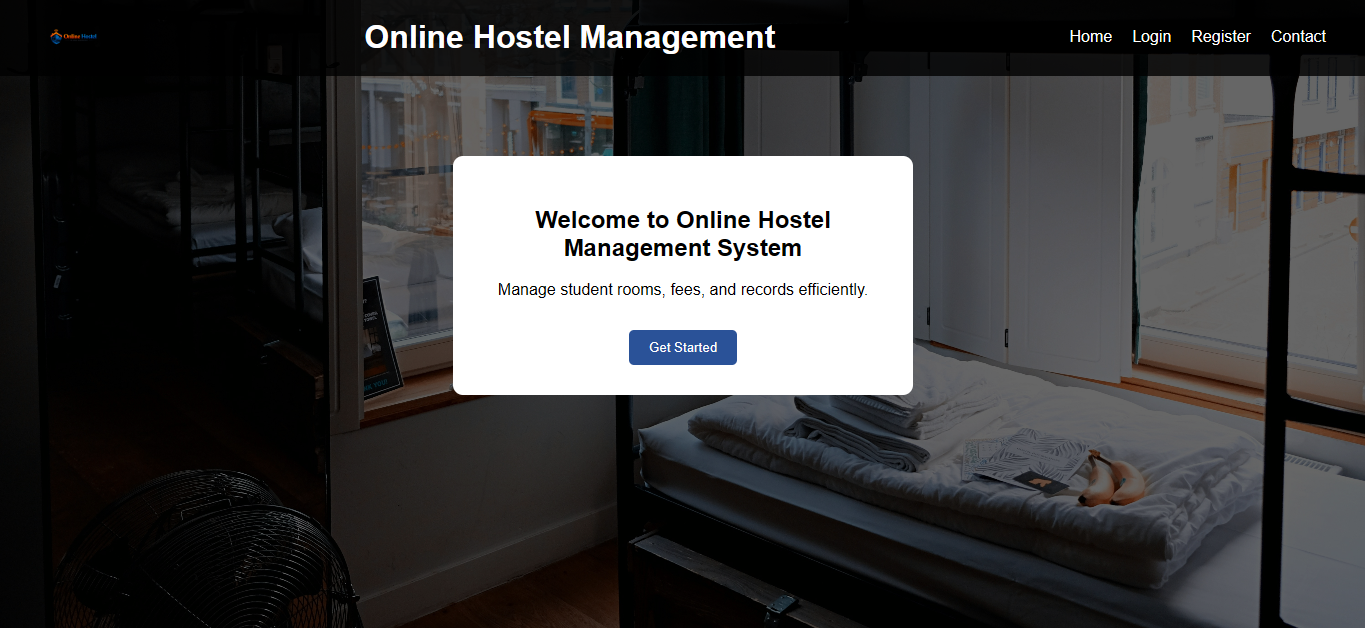 Online Hostel
Online Hostel Management
Home Login Register Contact
Welcome to Online Hostel
Management System
Manage student rooms, fees, and records efficiently.
Get Started